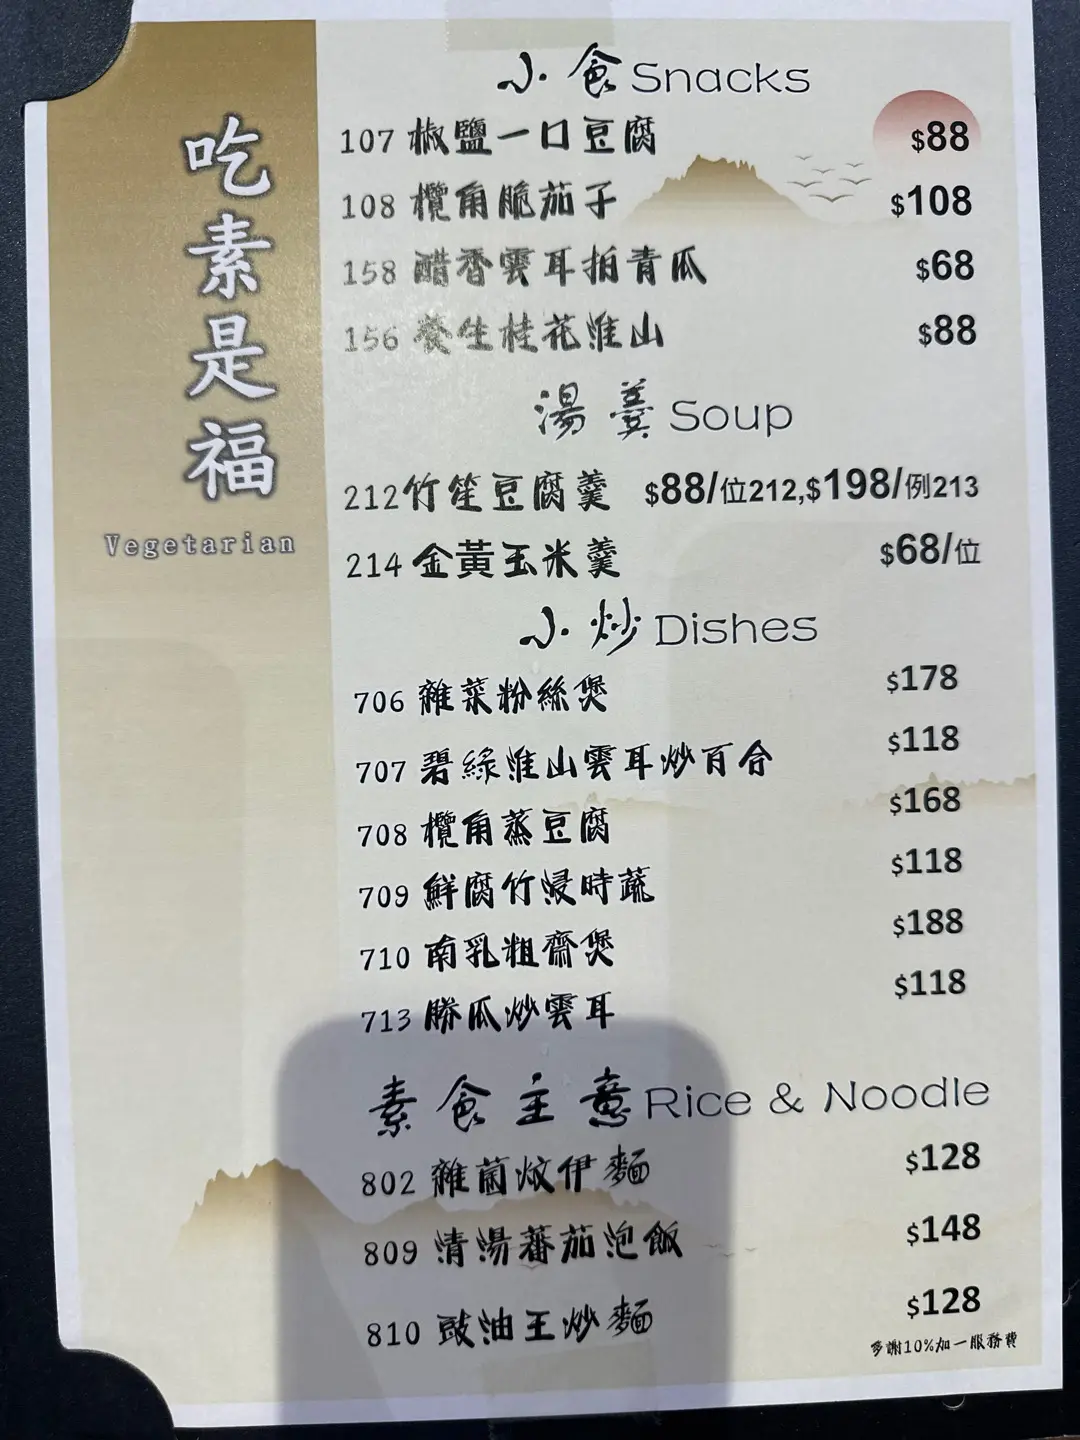 吃素是福
Vegetarian
小食 Snacks
107 椒鹽一口豆腐 $88
108 欖角脆茄子 $108
158 醋香雲耳拍青瓜 $68
156 養生桂花淮山 $88
湯羹 Soup
212竹笙豆腐羹 $88/位212,$198/例213
214 金黃玉米羹 $68/位
小炒 Dishes
706 雜菜粉絲煲 $178
707 碧綠淮山雲耳炒百合 $118
708 欖角蒸豆腐 $168
709 鮮腐竹浸時蔬 $118
710 南乳粗齋煲 $188
713 勝瓜炒雲耳 $118
素食主意 Rice & Noodle
802 雜菌炆伊麵 $128
809 清湯蕃茄泡飯 $148
810 豉油王炒麵 $128
多謝10%加一服務費